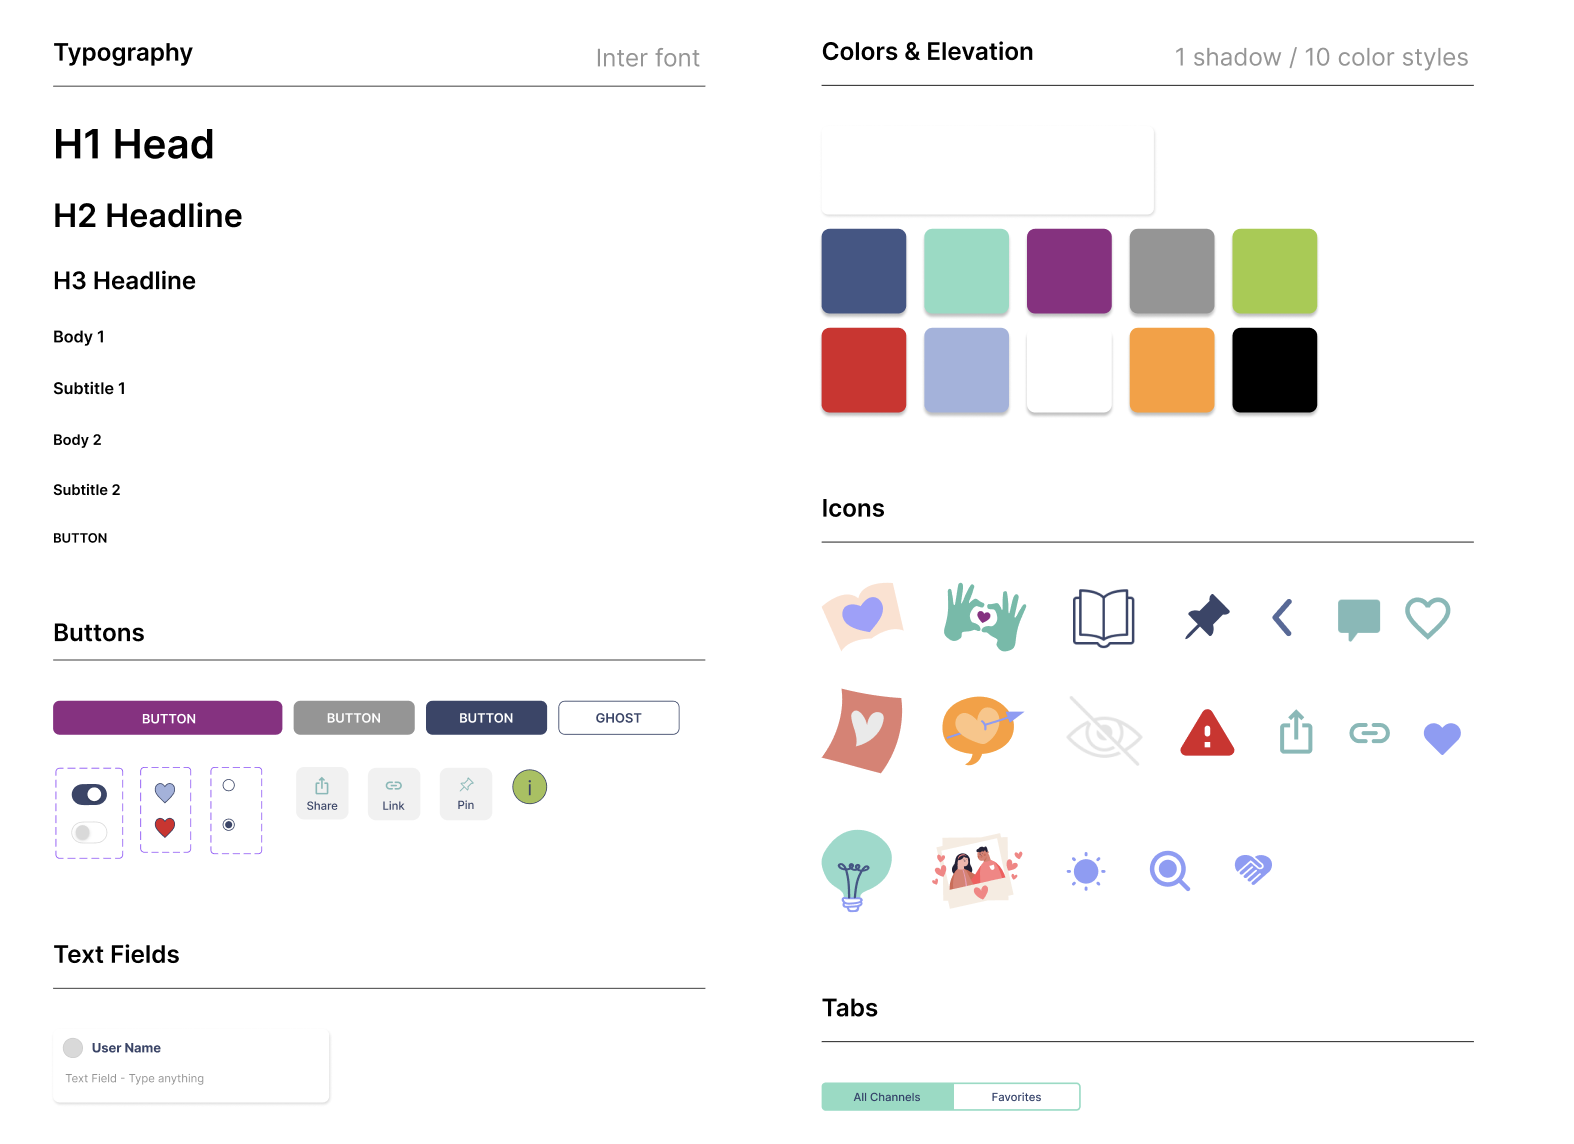 Typography
Inter font
H1 Head
H2 Headline
H3 Headline
Body 1
Subtitle 1
Body 2
Subtitle 2
BUTTON
Buttons
BUTTON
BUTTON
BUTTON
GHOST
Share
Link
Pin
i
Text Fields
User Name
Text Field - Type anything
Colors & Elevation
1 shadow / 10 color styles
Icons
Tabs
All Channels
Favorites